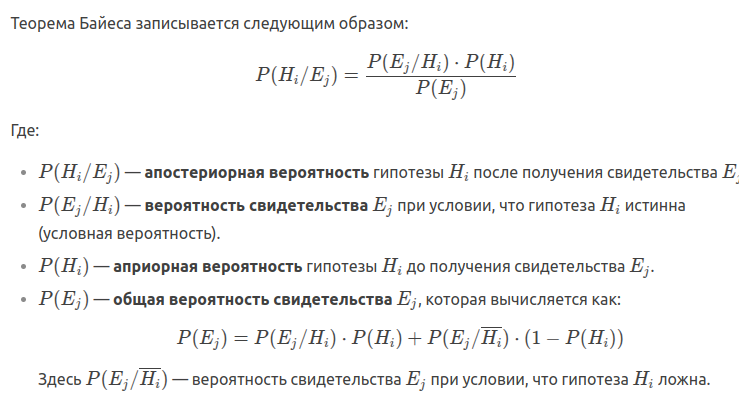 Теорема Байеса записывается следующим образом:
P(H_i/E_j) = \frac{P(E_j/H_i) · P(H_i)}{P(E_j)}
Где:
• P(H_i/E_j) — апостериорная вероятность гипотезы H_i после получения свидетельства E_j
• P(E_j/H_i) — вероятность свидетельства E_j при условии, что гипотеза H_i истинна
(условная вероятность).
• P(H_i) — априорная вероятность гипотезы H_i до получения свидетельства E_j.
• P(E_j) — общая вероятность свидетельства E_j, которая вычисляется как:
P(E_j) = P(E_j/H_i) · P(H_i) + P(E_j/\overline{H_i}) · (1 − P(H_i))
Здесь P(E_j/\overline{H_i}) — вероятность свидетельства E_j при условии, что гипотеза H_i ложна.